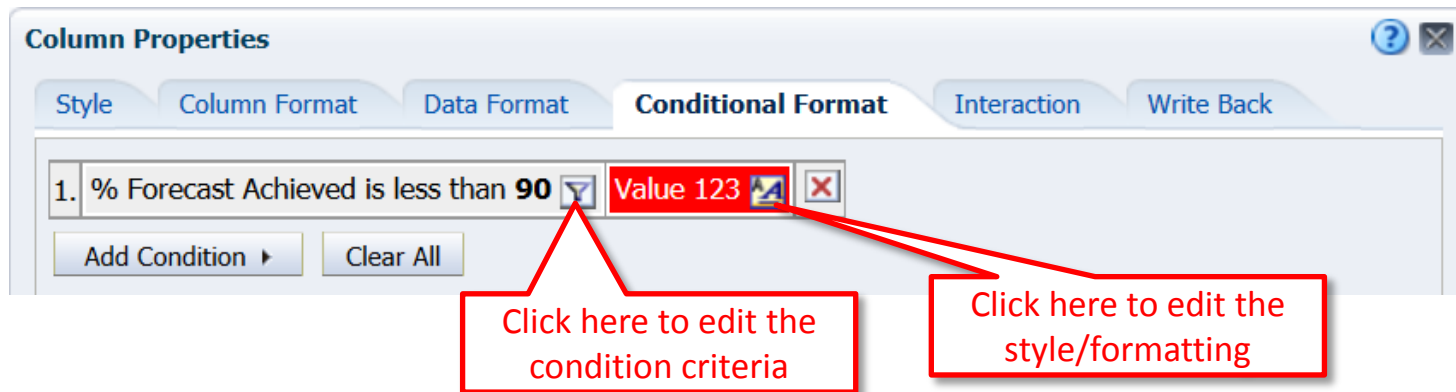 Column Properties
Style Column Format Data Format Conditional Format Interaction Write Back
1. % Forecast Achieved is less than 90 Value 123
Add Condition Clear All
Click here to edit the
condition criteria
Click here to edit the
style/formatting